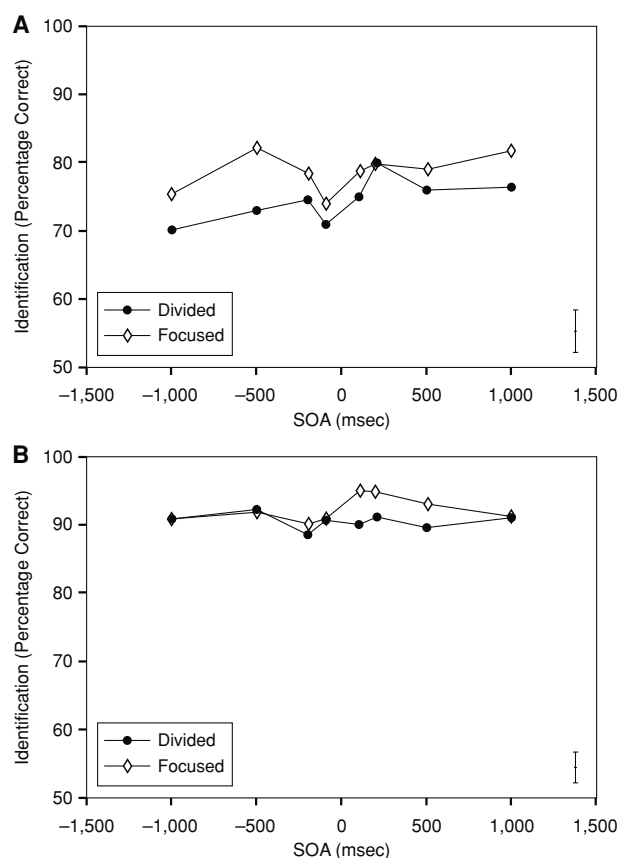 A
Identification (Percentage Correct)
100
90
80
70
60
50
Divided
Focused
–1,500
–1,000
–500
0
500
1,000
1,500
SOA (msec)
B
Identification (Percentage Correct)
100
90
80
70
60
50
Divided
Focused
–1,500
–1,000
–500
0
500
1,000
1,500
SOA (msec)